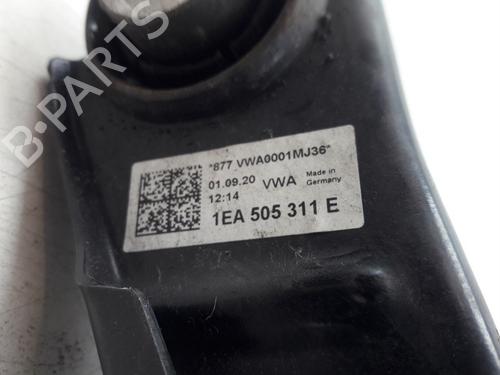 B-Parts
*877 VWA0001MJ36*
01.09.20 VWA Made in Germany
12:14
1EA 505 311 E